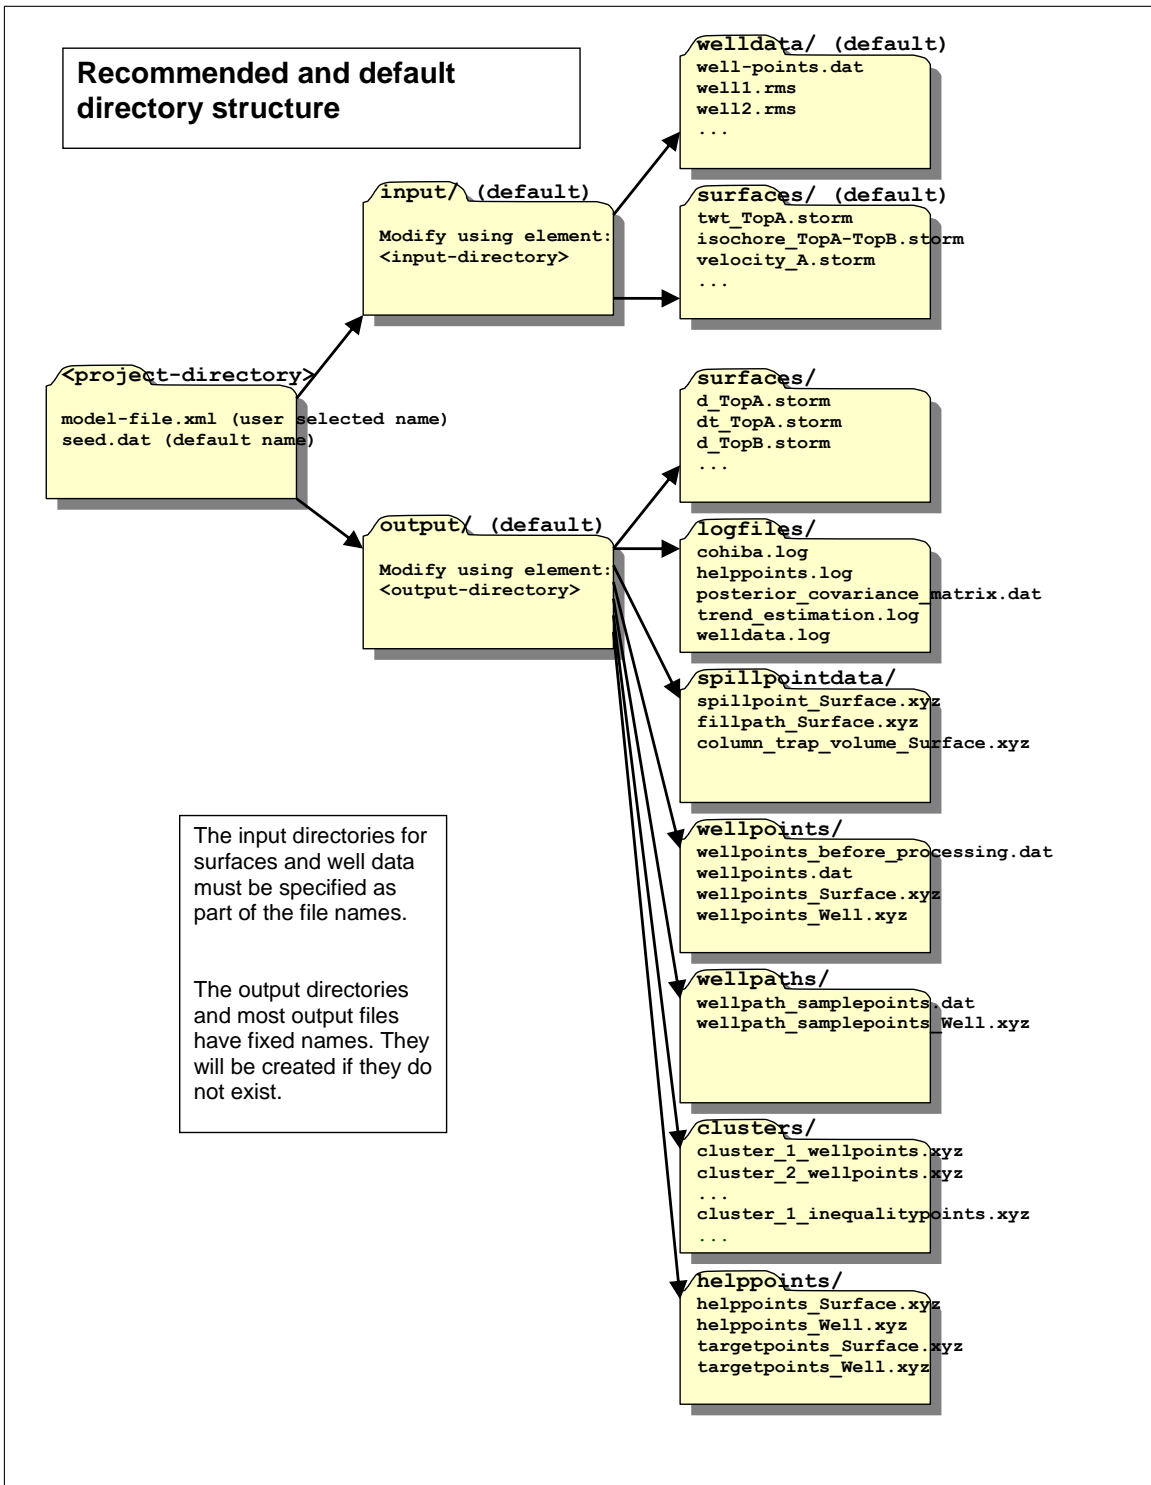 Recommended and default
directory structure
welldata/ (default)
well-points.dat
well1.rms
well2.rms
...
input/ (default)
Modify using element:
<input-directory>
surfaces/ (default)
twt_TopA.storm
isochore_TopA-TopB.storm
velocity_A.storm
...
<project-directory>
model-file.xml (user selected name)
seed.dat (default name)
surfaces/
d_TopA.storm
dt_TopA.storm
d_TopB.storm
...
output/ (default)
Modify using element:
<output-directory>
logfiles/
cohiba.log
helppoints.log
posterior_covariance_matrix.dat
trend_estimation.log
welldata.log
spillpointdata/
spillpoint_Surface.xyz
fillpath_Surface.xyz
column_trap_volume_Surface.xyz
The input directories for
surfaces and well data
must be specified as
part of the file names.
The output directories
and most output files
have fixed names. They
will be created if they do
not exist.
wellpoints/
wellpoints_before_processing.dat
wellpoints.dat
wellpoints_Surface.xyz
wellpoints_Well.xyz
wellpaths/
wellpath_samplepoints.dat
wellpath_samplepoints_Well.xyz
clusters/
cluster_1_wellpoints.xyz
cluster_2_wellpoints.xyz
...
cluster_1_inequalitypoints.xyz
...
helppoints/
helppoints_Surface.xyz
helppoints_Well.xyz
targetpoints_Surface.xyz
targetpoints_Well.xyz